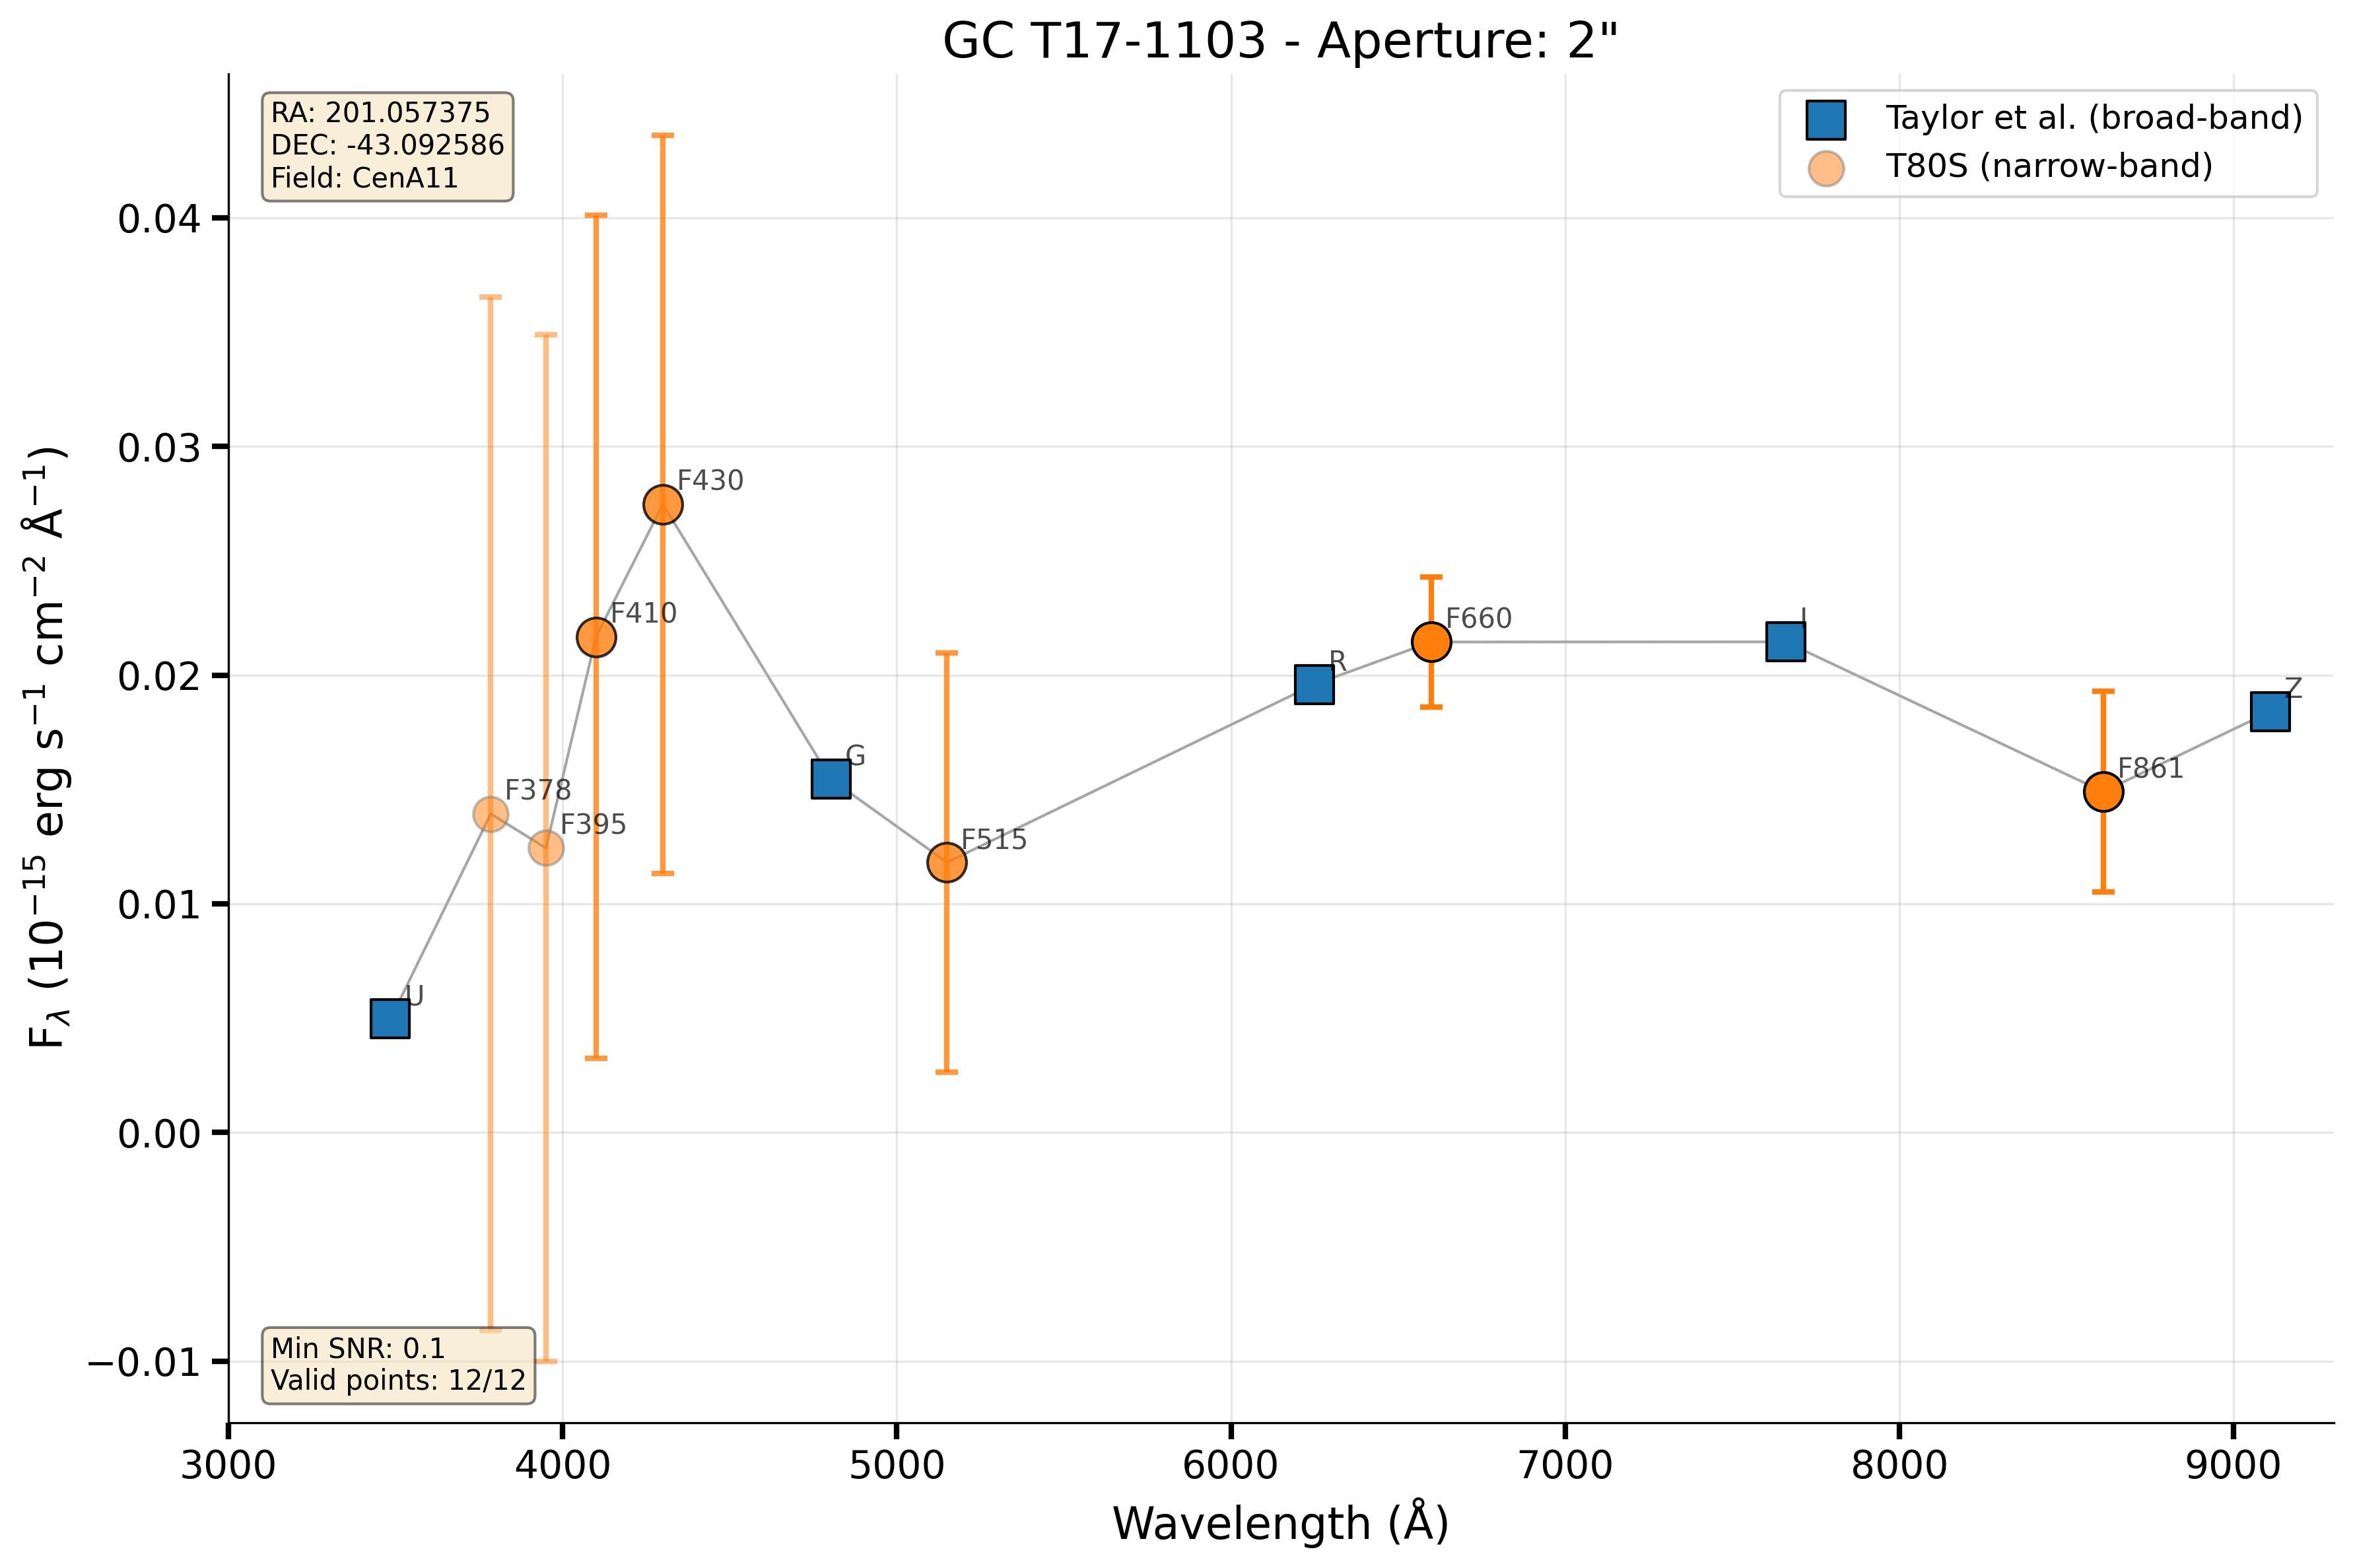 GC T17-1103 - Aperture: 2"
RA: 201.057375
DEC: -43.092586
Field: CenA11
Taylor et al. (broad-band)
T80S (narrow-band)
F$_{λ}$ (10$^{−15}$ erg s$^{−1}$ cm$^{−2}$ Å$^{−1}$)
0.04
0.03
0.02
0.01
0.00
−0.01
U
F378
F395
F410
F430
G
F515
R
F660
I
F861
Z
Min SNR: 0.1
Valid points: 12/12
3000 4000 5000 6000 7000 8000 9000
Wavelength (Å)